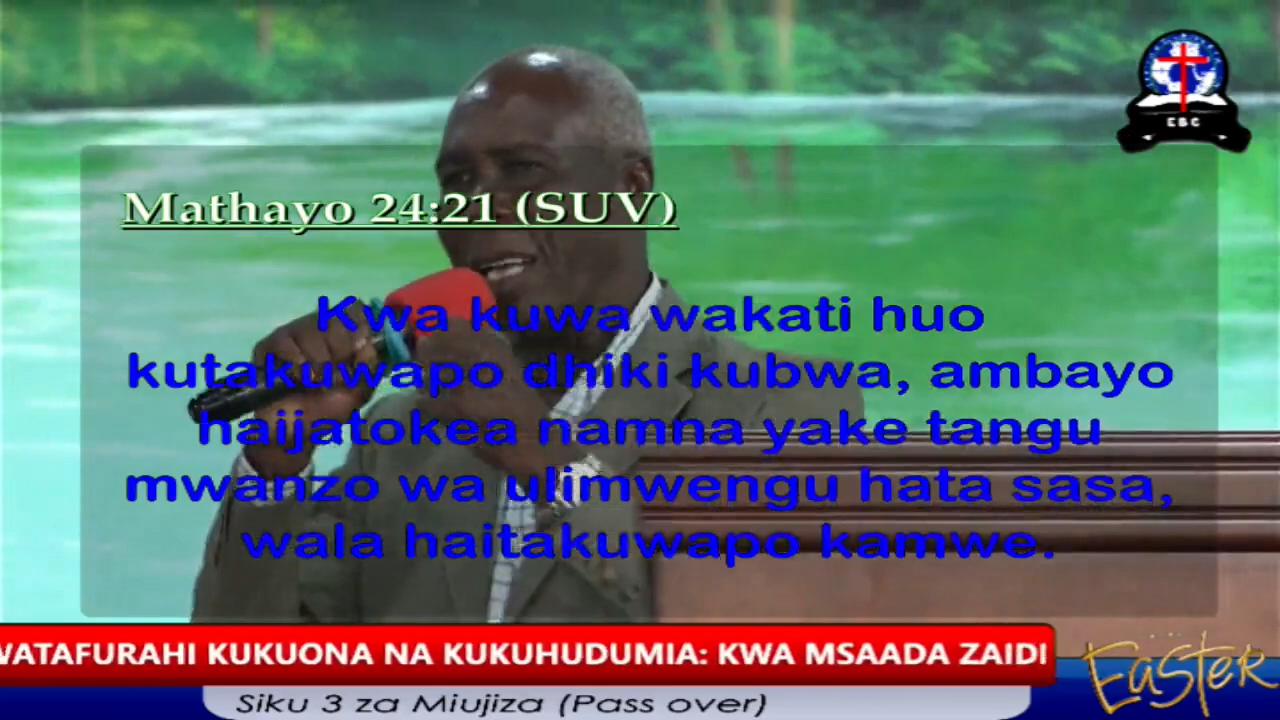 EBC
Mathayo 24:21 (SUV)
Kwa kuwa wakati huo
kutakuwapo dhiki kubwa, ambayo
haijatokea namna yake tangu
mwanzo wa ulimwengu hata sasa,
wala haitakuwapo kamwe.
WATAFURAHI KUKUONA NA KUKUHUDUMIA: KWA MSAADA ZAIDI
Easter
Siku 3 za Miujiza (Pass over)